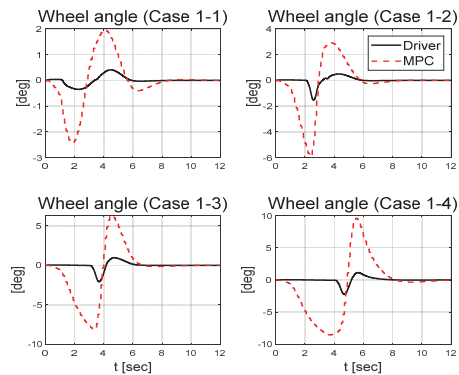 Wheel angle (Case 1-1)
[deg]
2
1
0
-1
-2
-3
0 2 4 6 8 10 12
Wheel angle (Case 1-2)
Driver
MPC
4
2
0
-2
-4
-6
0 2 4 6 8 10 12
Wheel angle (Case 1-3)
[deg]
5
0
-5
-10
0 2 4 6 8 10 12
t [sec]
Wheel angle (Case 1-4)
[deg]
10
5
0
-5
-10
0 2 4 6 8 10 12
t [sec]